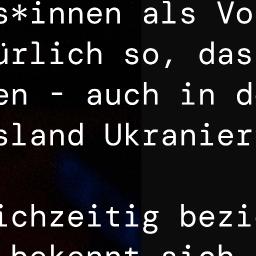 s*innen als Vo
ürlich so, das
en - auch in d
sland Ukranier

ichzeitig bezi
bekennt sich